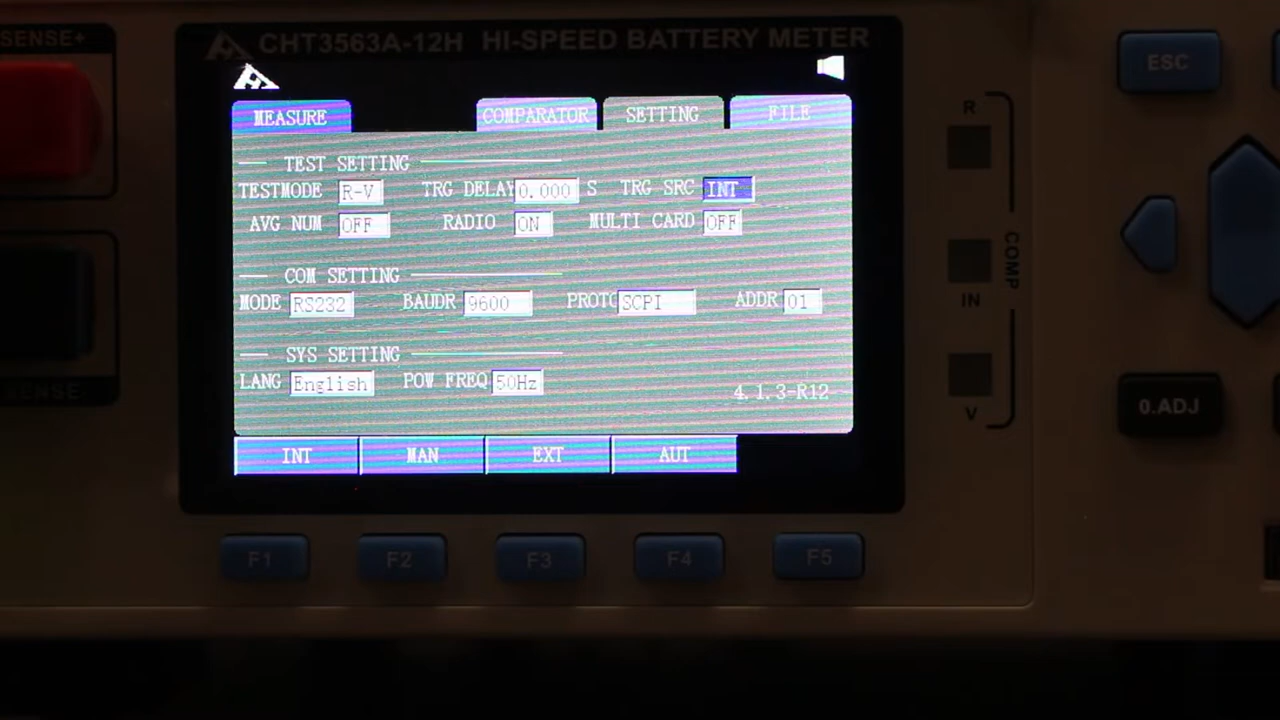 SENSE+
CHT3563A-12H HI-SPEED BATTERY METER
ESC
MEASURE COMPARATOR SETTING FILE
R
TEST SETTING
TESTMODE R-V TRG DELAY 0.000 S TRG SRC INT
AVG NUM OFF RADIO ON MULTI CARD OFF
COM SETTING
COMP
IN
MODE RS232 BAUDR 9600 PROTO SCPI ADDR 01
SYS SETTING
LANG English POW FREQ 50Hz
4.1.3-R12
SENSE
0.ADJ
V
INT MAN EXT AUT
F1 F2 F3 F4 F5